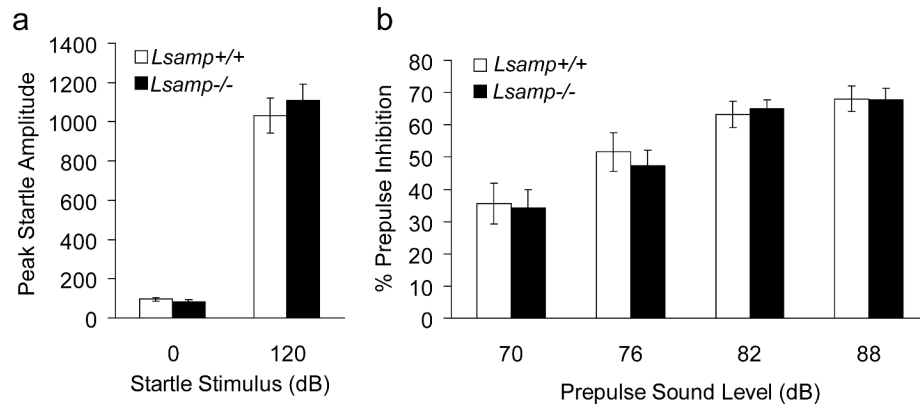 a
1400
1200
1000
800
600
400
200
0
Peak Startle Amplitude
Lsamp+/+
Lsamp-/-
0 120
Startle Stimulus (dB)
b
80
70
60
50
40
30
20
10
0
% Prepulse Inhibition
Lsamp+/+
Lsamp-/-
70 76 82 88
Prepulse Sound Level (dB)